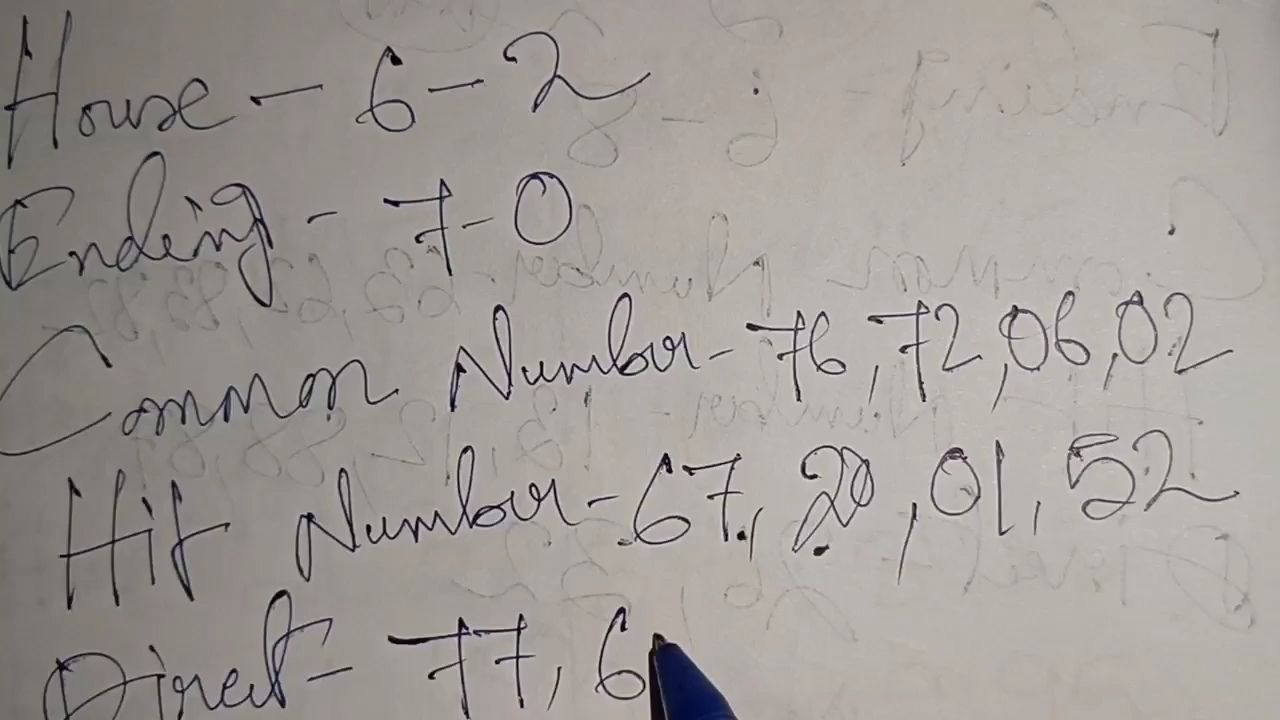 House - 6 - 2
Ending - 7 - 0
Common Number - 76, 72, 06, 02
Hit Number - 67, 20, 01, 52
Direct - 77, 6